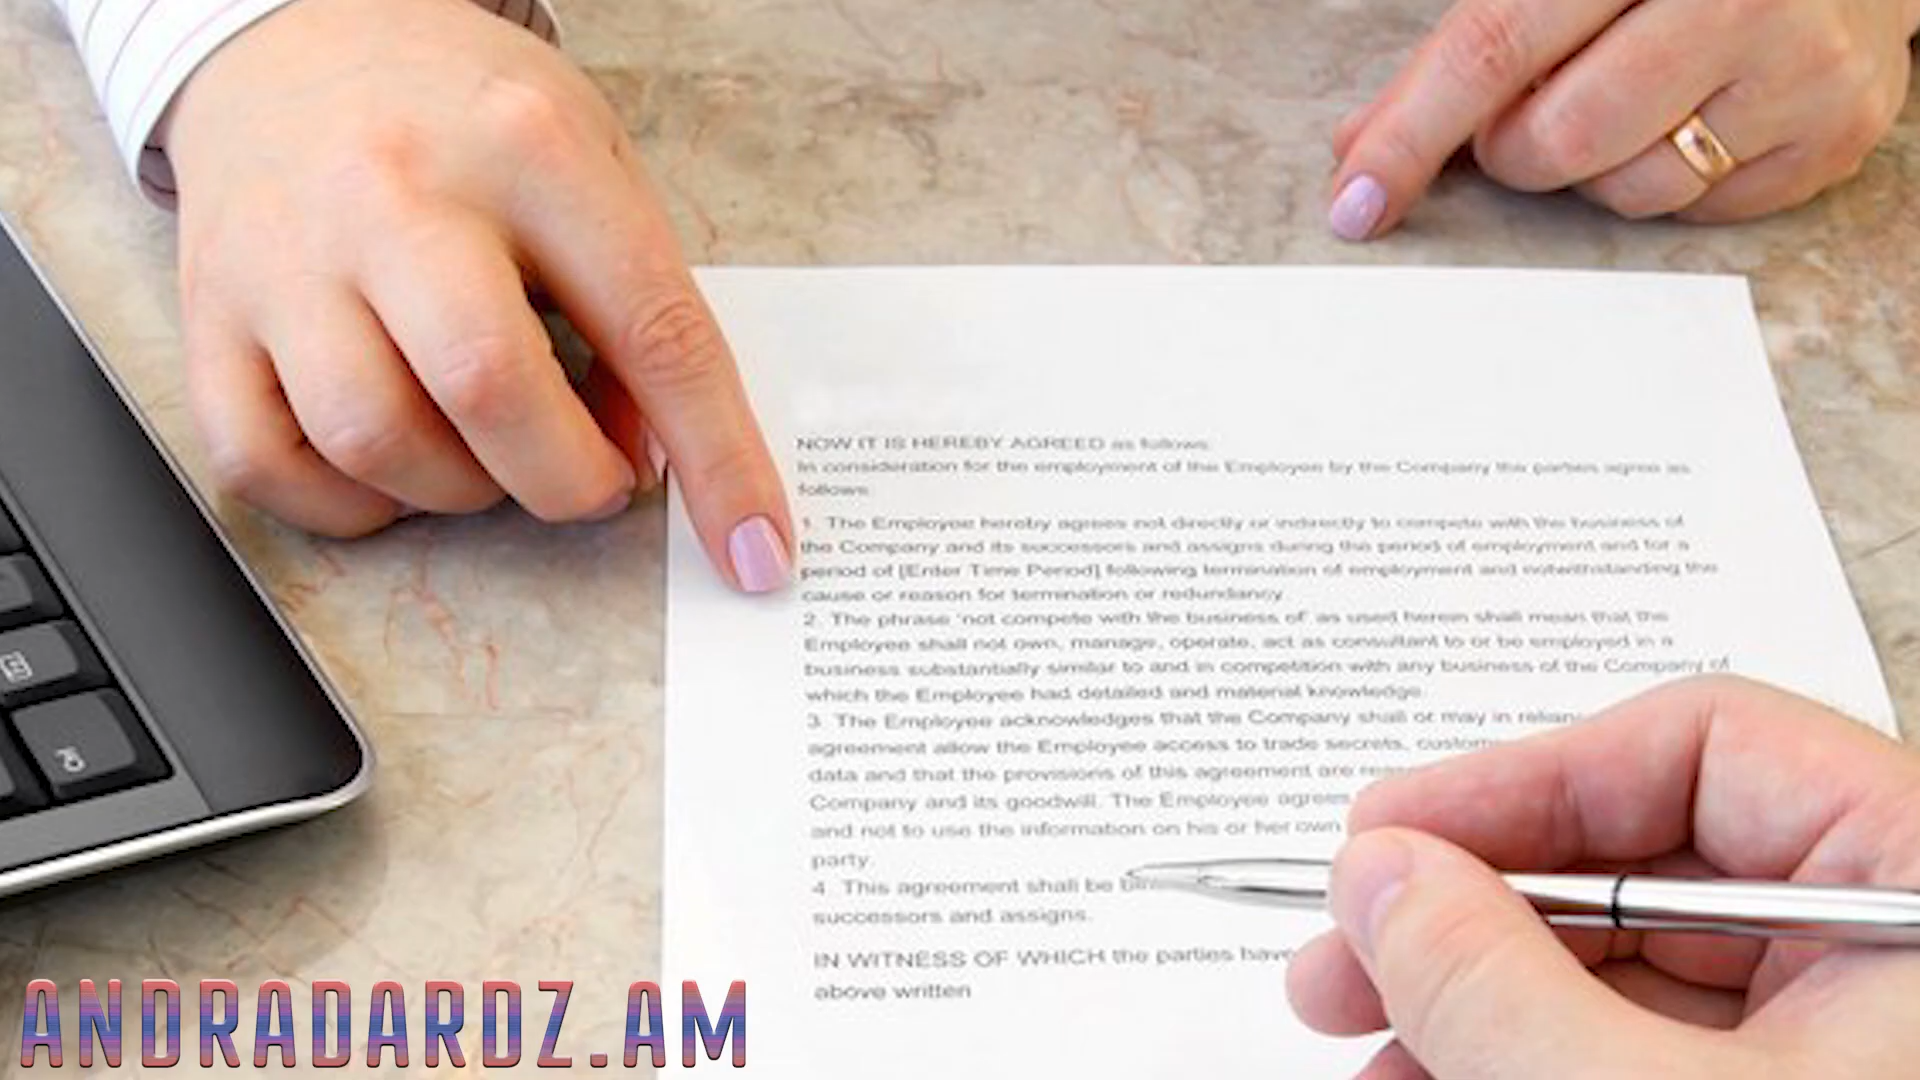 NOW IT IS HEREBY AGREED as follows:
In consideration for the employment of the Employee by the Company the parties agree as
follows:
1. The Employee hereby agrees not directly or indirectly to compete with the business of
the Company and its successors and assigns during the period of employment and for a
period of [Enter Time Period] following termination of employment and notwithstanding the
cause or reason for termination or redundancy.
2. The phrase 'not compete with the business of' as used herein shall mean that the
Employee shall not own, manage, operate, act as consultant to or be employed in a
business substantially similar to and in competition with any business of the Company of
which the Employee had detailed and material knowledge.
3. The Employee acknowledges that the Company shall or may in
agreement allow the Employee access to trade secrets,
data and that the provisions of this agreement are
Company and its goodwill. The Employee agrees
and not to use the information on his or her own
party.
4. This agreement shall be
successors and assigns.
IN WITNESS OF WHICH the parties have
above written
ANDRADARDZ.AM